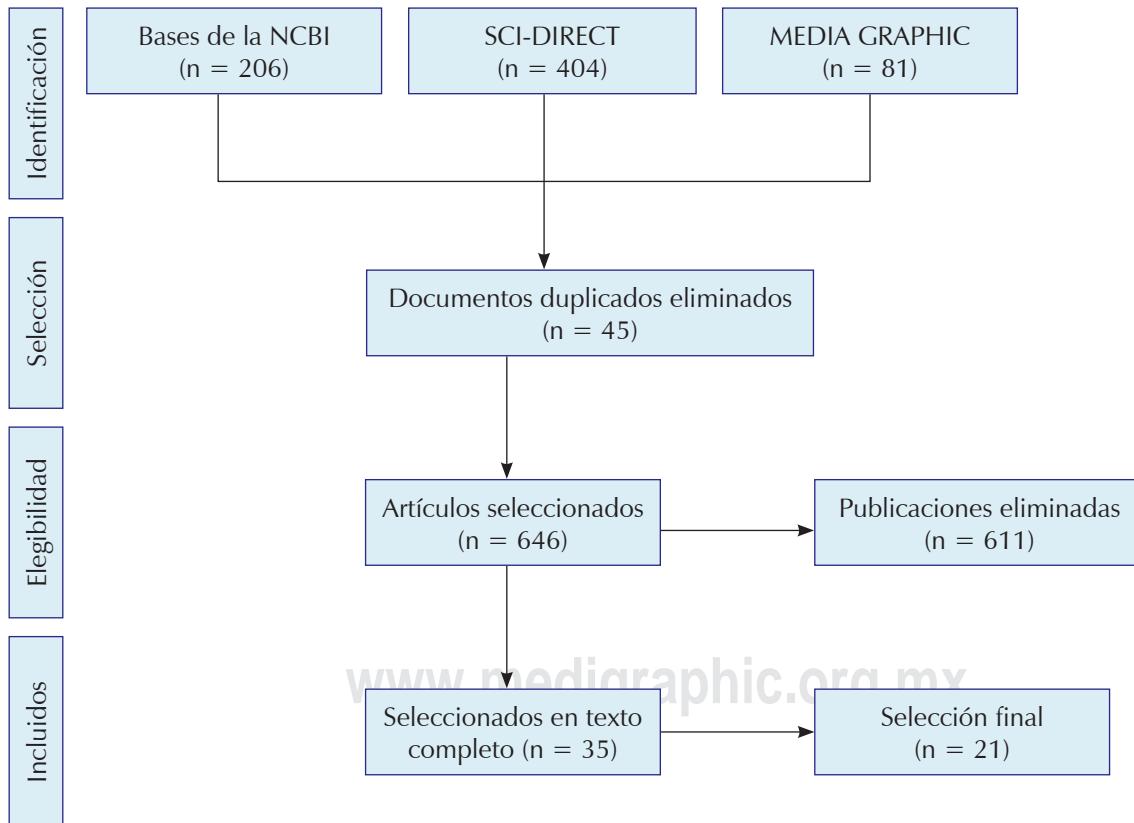 Identificación
Bases de la NCBI
(n = 206)
SCI-DIRECT
(n = 404)
MEDIA GRAPHIC
(n = 81)
Selección
Documentos duplicados eliminados
(n = 45)
Elegibilidad
Artículos seleccionados
(n = 646)
Publicaciones eliminadas
(n = 611)
Incluidos
www.medigraphic.org.mx
Seleccionados en texto
completo (n = 35)
Selección final
(n = 21)